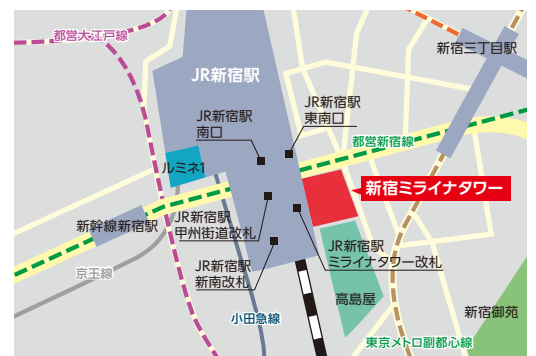 都営大江戸線
新宿三丁目駅
JR新宿駅
JR新宿駅
東南口
JR新宿駅
南口
都営新宿線
ルミネ1
新宿ミライナタワー
JR新宿駅
甲州街道改札
新幹線新宿駅
JR新宿駅
ミライナタワー改札
JR新宿駅
新南改札
京王線
高島屋
新宿御苑
小田急線
東京メトロ副都心線